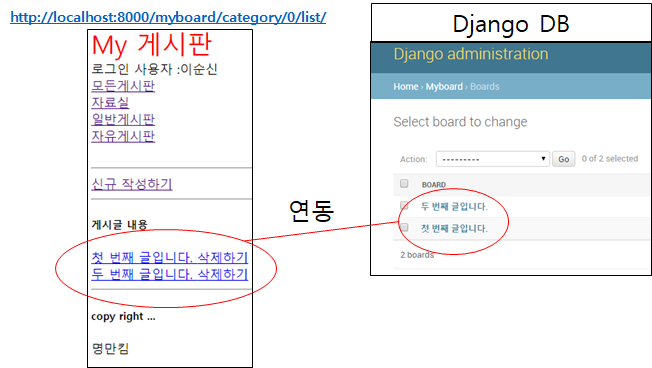 http://localhost:8000/myboard/category/0/list/
My 게시판
로그인 사용자 :이순신
모든게시판
자료실
일반게시판
자유게시판
신규 작성하기
게시글 내용
첫 번째 글입니다. 삭제하기
두 번째 글입니다. 삭제하기
copy right ...
명만킴
연동
Django DB
Django administration
Home › Myboard › Boards
Select board to change
Action: --------- Go 0 of 2 selected
BOARD
두 번째 글입니다.
첫 번째 글입니다.
2 boards